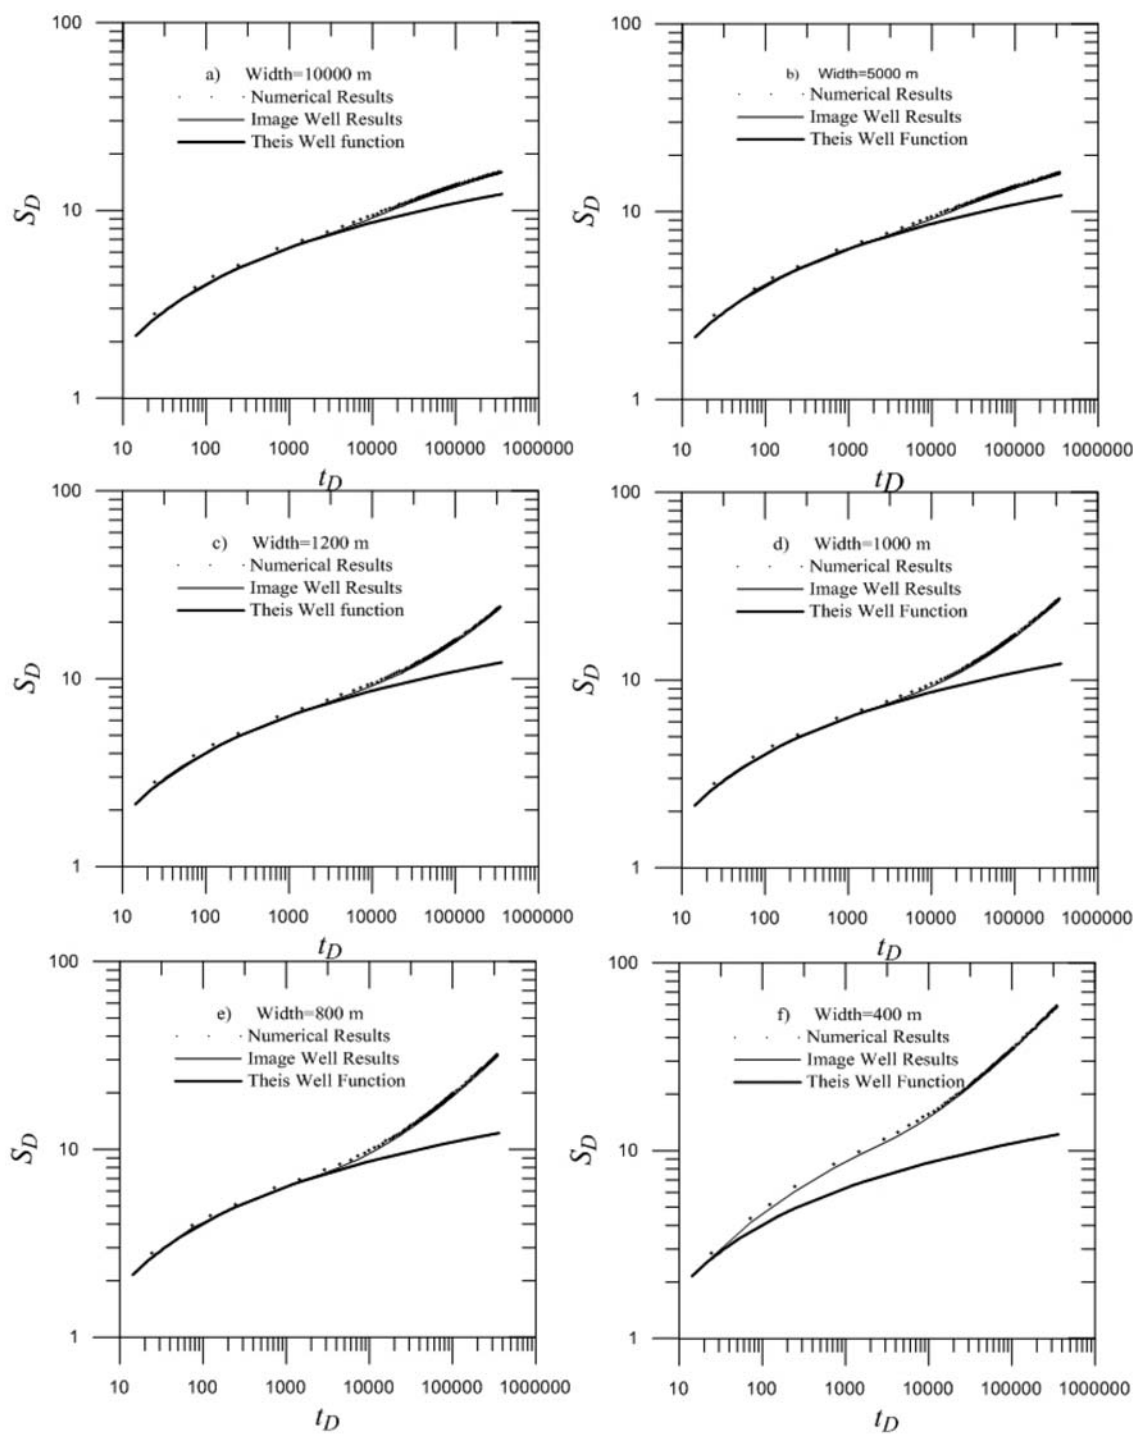 100
a) Width=10000 m
Numerical Results
Image Well Results
Theis Well function
S_D
10
1
10 100 1000 10000 100000 1000000
t_D
100
b) Width=5000 m
Numerical Results
Image Well Results
Theis Well Function
S_D
10
1
10 100 1000 10000 100000 1000000
t_D
100
c) Width=1200 m
Numerical Results
Image Well Results
Theis Well function
S_D
10
1
10 100 1000 10000 100000 1000000
t_D
100
d) Width=1000 m
Numerical Results
Image Well Results
Theis Well Function
S_D
10
1
10 100 1000 10000 100000 1000000
t_D
100
e) Width=800 m
Numerical Results
Image Well Results
Theis Well Function
S_D
10
1
10 100 1000 10000 100000 1000000
t_D
100
f) Width=400 m
Numerical Results
Image Well Results
Theis Well Function
S_D
10
1
10 100 1000 10000 100000 1000000
t_D